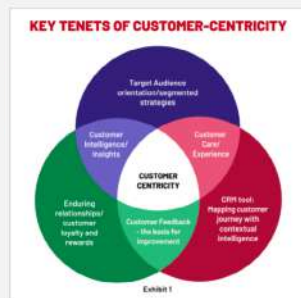 KEY TENETS OF CUSTOMER-CENTRICITY
Target Audience
orientation/segmented
strategies
Customer
Intelligence/
insights
Customer
Care/
Experience
CUSTOMER
CENTRICITY
Enduring
relationships/
customer
loyalty and
rewards
CRM tool:
Mapping customer
journey with
contextual
intelligence
Customer Feedback
- the basis for
improvement
Exhibit 1